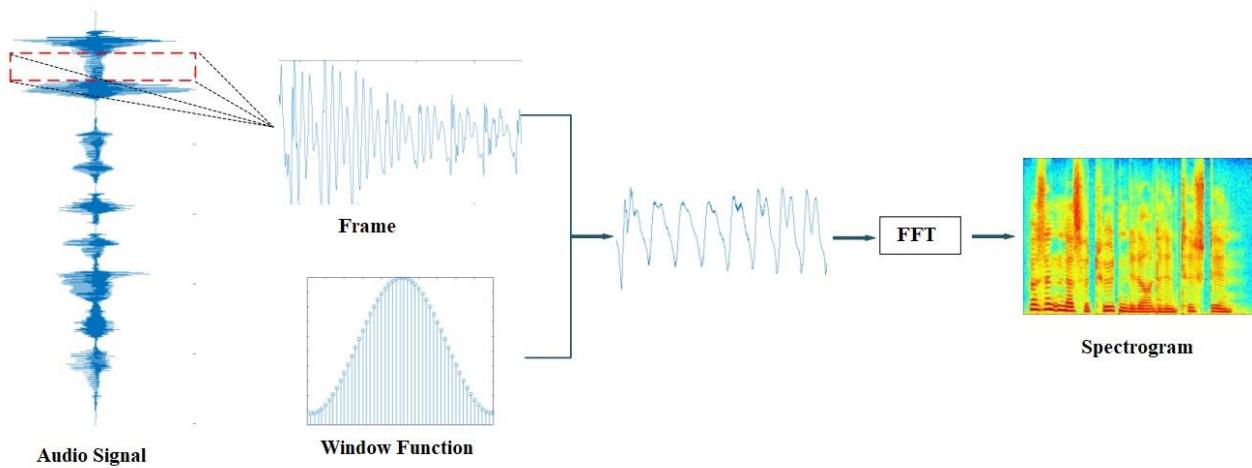 Audio Signal
Frame
Window Function
FFT
Spectrogram